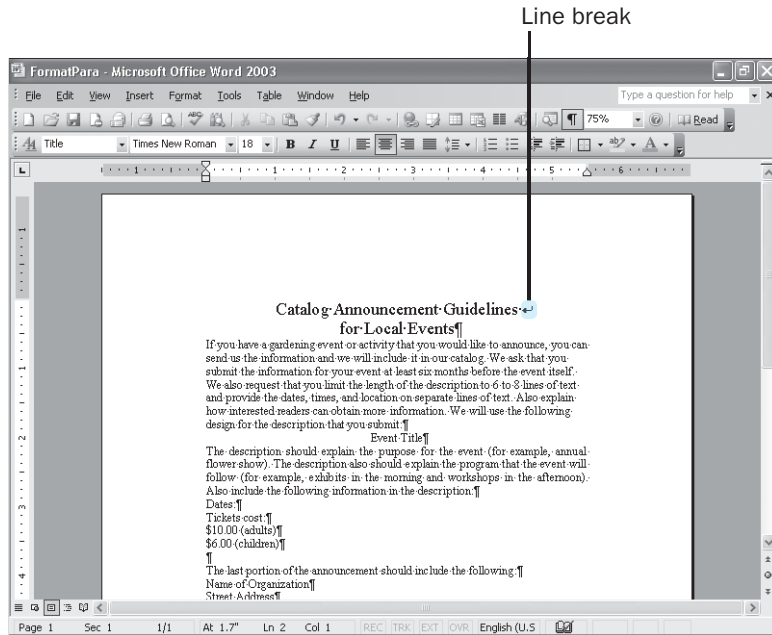 Line break
FormatPara - Microsoft Office Word 2003
File Edit View Insert Format Tools Table Window Help Type a question for help
75% Read
Title Times New Roman 18 B I U
1 1 2 3 4 5 6
Catalog·Announcement·Guidelines·↵
for·Local·Events¶
If·you·have·a·gardening·event·or·activity·that·you·would·like·to·announce,·you·can·
send·us·the·information·and·we·will·include·it·in·our·catalog.·We·ask·that·you·
submit·the·information·for·your·event·at·least·six·months·before·the·event·itself.·
We·also·request·that·you·limit·the·length·of·the·description·to·6·to·8·lines·of·text·
and·provide·the·dates,·times,·and·location·on·separate·lines·of·text.·Also·explain·
how·interested·readers·can·obtain·more·information.·We·will·use·the·following·
design·for·the·description·that·you·submit:¶
Event·Title¶
The·description·should·explain·the·purpose·for·the·event·(for·example,·annual·
flower·show).·The·description·also·should·explain·the·program·that·the·event·will·
follow·(for·example,·exhibits·in·the·morning·and·workshops·in·the·afternoon).·
Also·include·the·following·information·in·the·description:¶
Dates:¶
Tickets·cost:¶
$10.00·(adults)¶
$6.00·(children)¶
¶
The·last·portion·of·the·announcement·should·include·the·following:¶
Name·of·Organization¶
Street·Address¶
Page 1 Sec 1 1/1 At 1.7" Ln 2 Col 1 REC TRK EXT OVR English (U.S